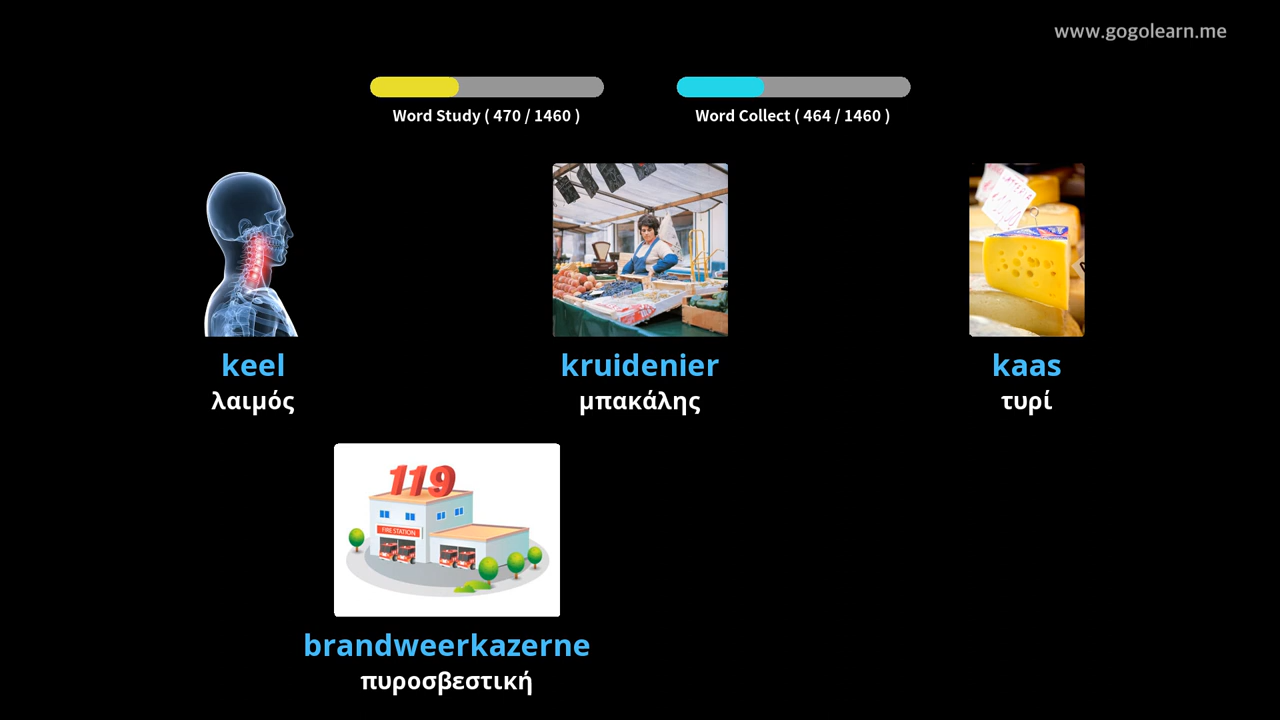 www.gogolearn.me
Word Study ( 470 / 1460 )
Word Collect ( 464 / 1460 )
keel
λαιμός
kruidenier
μπακάλης
kaas
τυρί
119
FIRE STATION
brandweerkazerne
πυροσβεστική